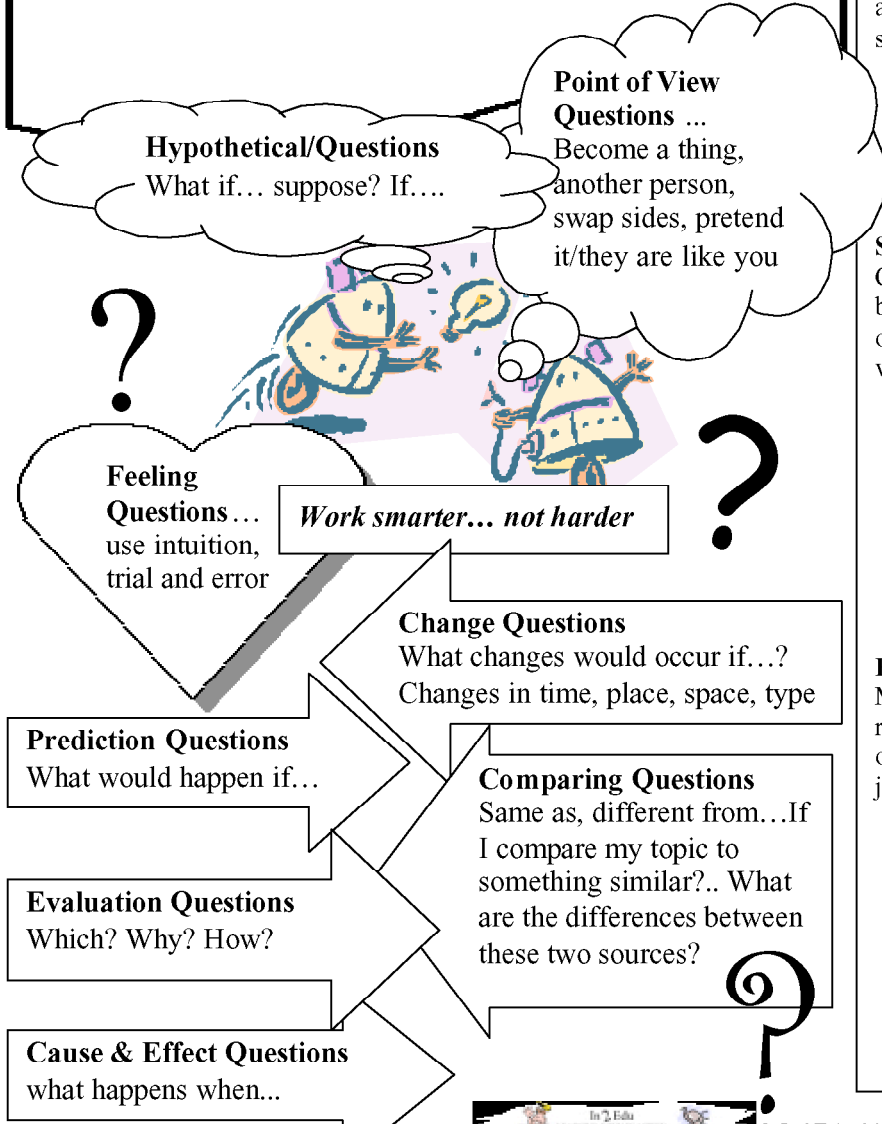 Point of View
Questions ...
Become a thing,
another person,
swap sides, pretend
it/they are like you
Hypothetical/Questions
What if… suppose? If….
?
?
Feeling
Questions…
use intuition,
trial and error
Work smarter… not harder
Change Questions
What changes would occur if…?
Changes in time, place, space, type
Prediction Questions
What would happen if…
Comparing Questions
Same as, different from…If
I compare my topic to
something similar?.. What
are the differences between
these two sources?
Evaluation Questions
Which? Why? How?
?
Cause & Effect Questions
what happens when...
In 2 Edu